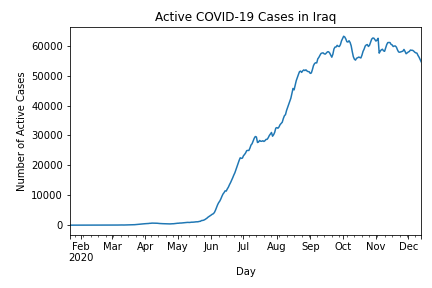 Active COVID-19 Cases in Iraq
Number of Active Cases
60000
50000
40000
30000
20000
10000
0
Feb Mar Apr May Jun Jul Aug Sep Oct Nov Dec
2020
Day